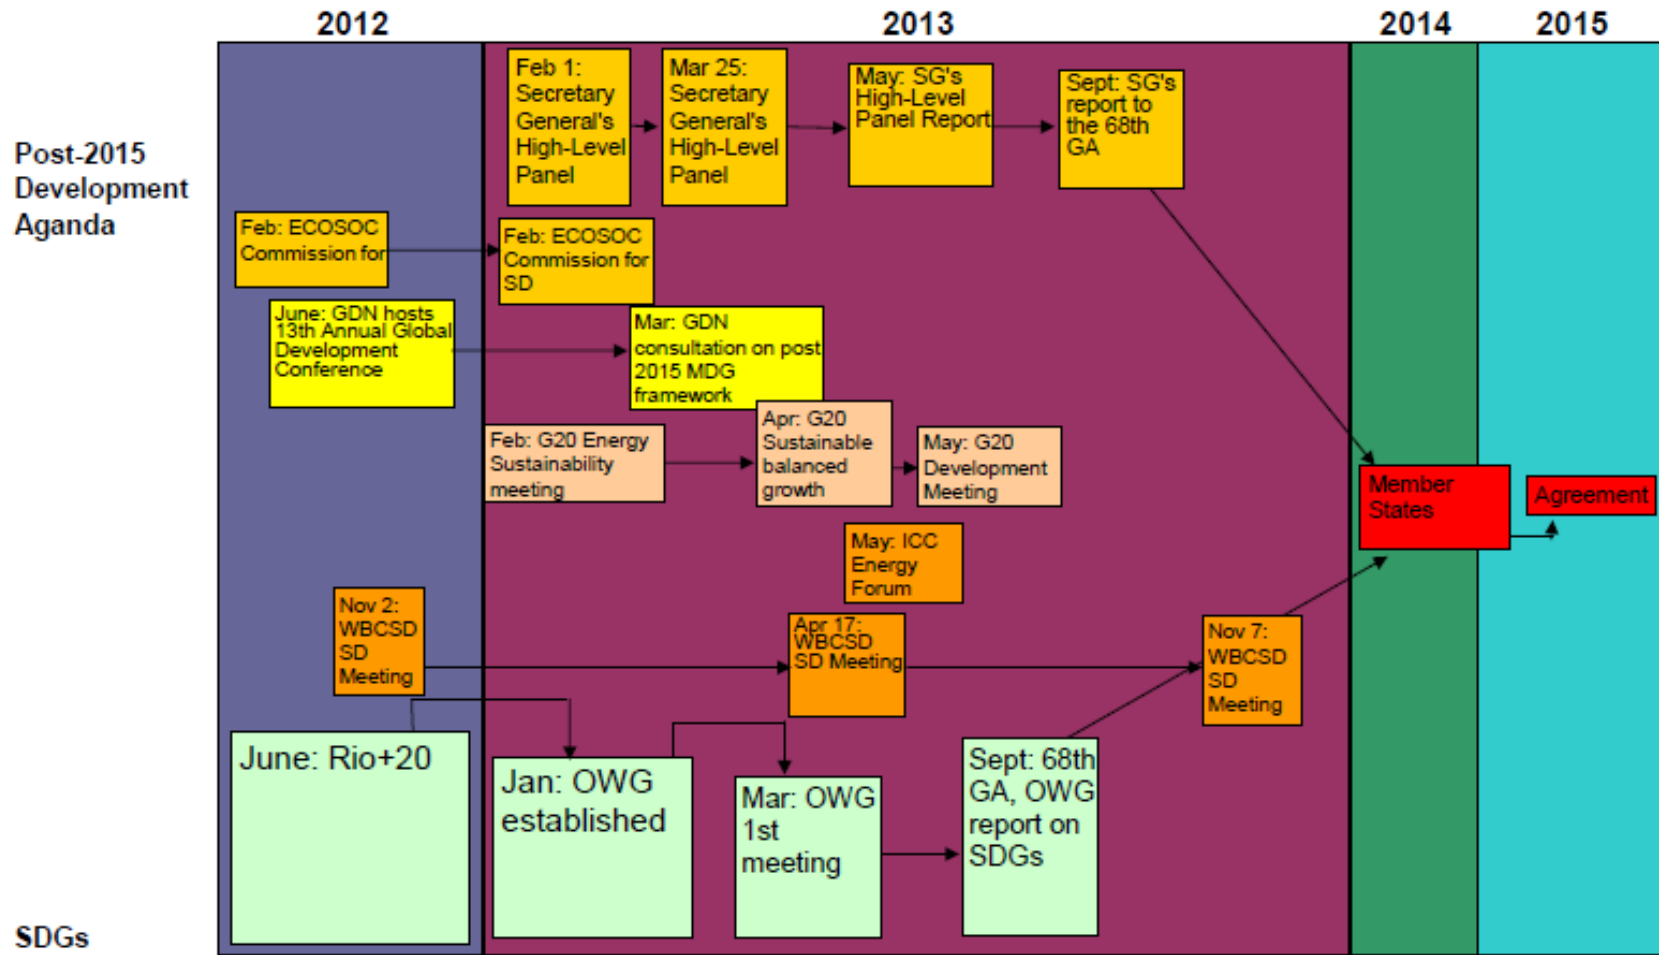 2012
2013
2014
2015
Post-2015
Development
Aganda
Feb 1:
Secretary
General's
High-Level
Panel
Mar 25:
Secretary
General's
High-Level
Panel
May: SG's
High-Level
Panel Report
Sept: SG's
report to
the 68th
GA
Feb: ECOSOC
Commission for
Feb: ECOSOC
Commission for
SD
June: GDN hosts
13th Annual Global
Development
Conference
Mar: GDN
consultation on post
2015 MDG
framework
Feb: G20 Energy
Sustainability
meeting
Apr: G20
Sustainable
balanced
growth
May: G20
Development
Meeting
Member
States
Agreement
May: ICC
Energy
Forum
Nov 2:
WBCSD
SD
Meeting
Apr 17:
WBCSD
SD Meeting
Nov 7:
WBCSD
SD
Meeting
June: Rio+20
Jan: OWG
established
Mar: OWG
1st
meeting
Sept: 68th
GA, OWG
report on
SDGs
SDGs